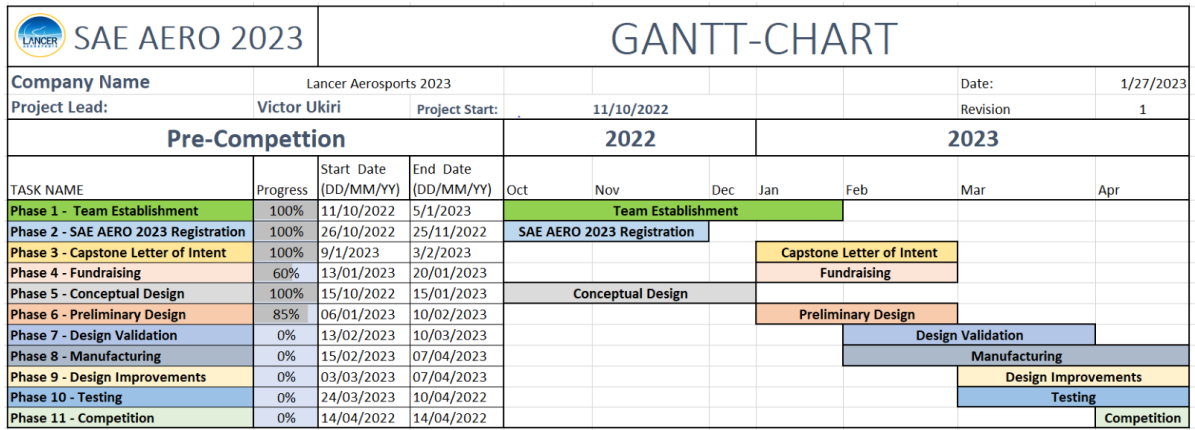 LANCER
SAE AERO 2023
GANTT-CHART
Company Name Lancer Aerosports 2023 Date: 1/27/2023
Project Lead: Victor Ukiri Project Start: 11/10/2022 Revision 1
Pre-Compettion 2022 2023
TASK NAME Progress Start Date (DD/MM/YY) End Date (DD/MM/YY) Oct Nov Dec Jan Feb Mar Apr
Phase 1 - Team Establishment 100% 11/10/2022 5/1/2023 Team Establishment
Phase 2 - SAE AERO 2023 Registration 100% 26/10/2022 25/11/2022 SAE AERO 2023 Registration
Phase 3 - Capstone Letter of Intent 100% 9/1/2023 3/2/2023 Capstone Letter of Intent
Phase 4 - Fundraising 60% 13/01/2023 20/01/2023 Fundraising
Phase 5 - Conceptual Design 100% 15/10/2022 15/01/2023 Conceptual Design
Phase 6 - Preliminary Design 85% 06/01/2023 10/02/2023 Preliminary Design
Phase 7 - Design Validation 0% 13/02/2023 10/03/2023 Design Validation
Phase 8 - Manufacturing 0% 15/02/2023 07/04/2023 Manufacturing
Phase 9 - Design Improvements 0% 03/03/2023 07/04/2023 Design Improvements
Phase 10 - Testing 0% 24/03/2023 10/04/2022 Testing
Phase 11 - Competition 0% 14/04/2022 14/04/2022 Competition